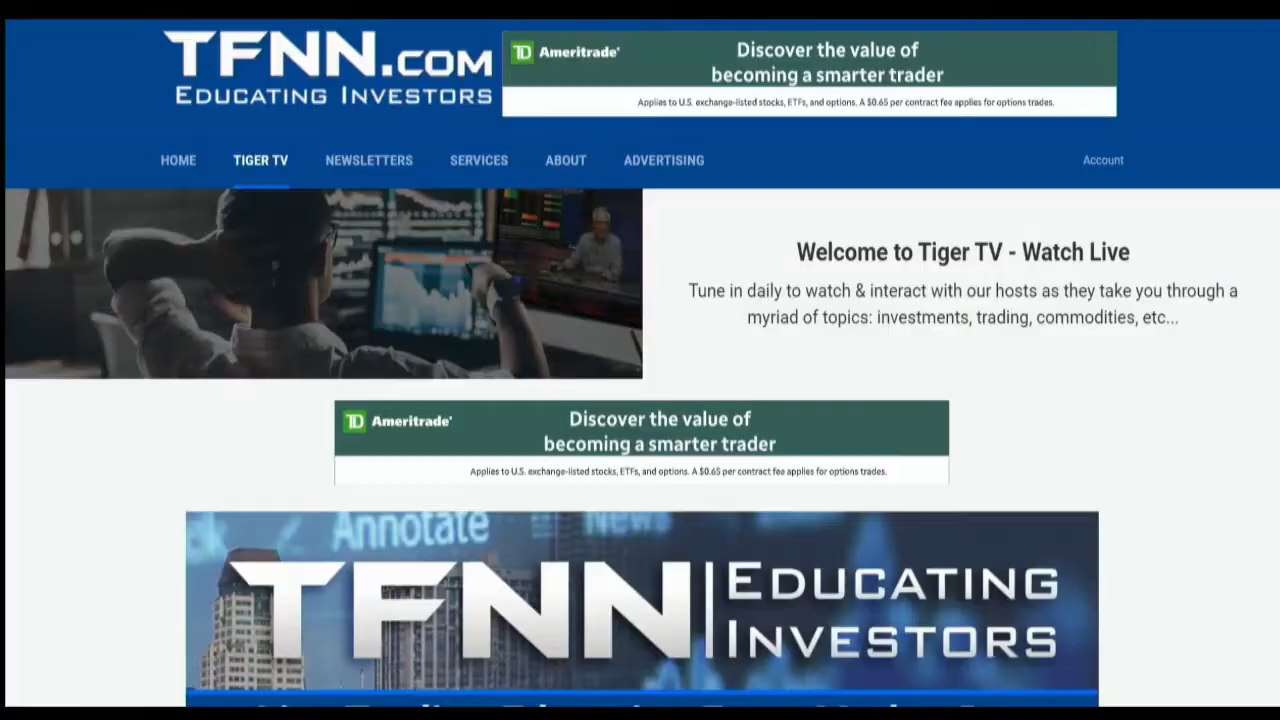 TFNN.COM
EDUCATING INVESTORS
TD Ameritrade
Discover the value of
becoming a smarter trader
Applies to U.S. exchange-listed stocks, ETFs, and options. A $0.65 per contract fee applies for options trades.
HOME TIGER TV NEWSLETTERS SERVICES ABOUT ADVERTISING Account
Welcome to Tiger TV - Watch Live
Tune in daily to watch & interact with our hosts as they take you through a
myriad of topics: investments, trading, commodities, etc...
TD Ameritrade
Discover the value of
becoming a smarter trader
Applies to U.S. exchange-listed stocks, ETFs, and options. A $0.65 per contract fee applies for options trades.
Annotate News
TFNN EDUCATING
INVESTORS